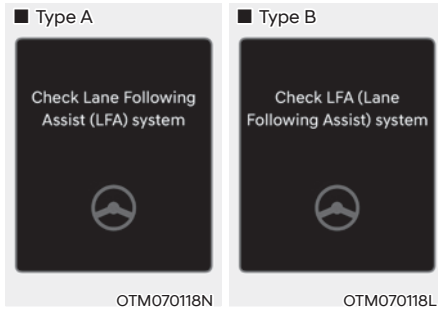 ■ Type A
Check Lane Following
Assist (LFA) system
OTM070118N
■ Type B
Check LFA (Lane
Following Assist) system
OTM070118L